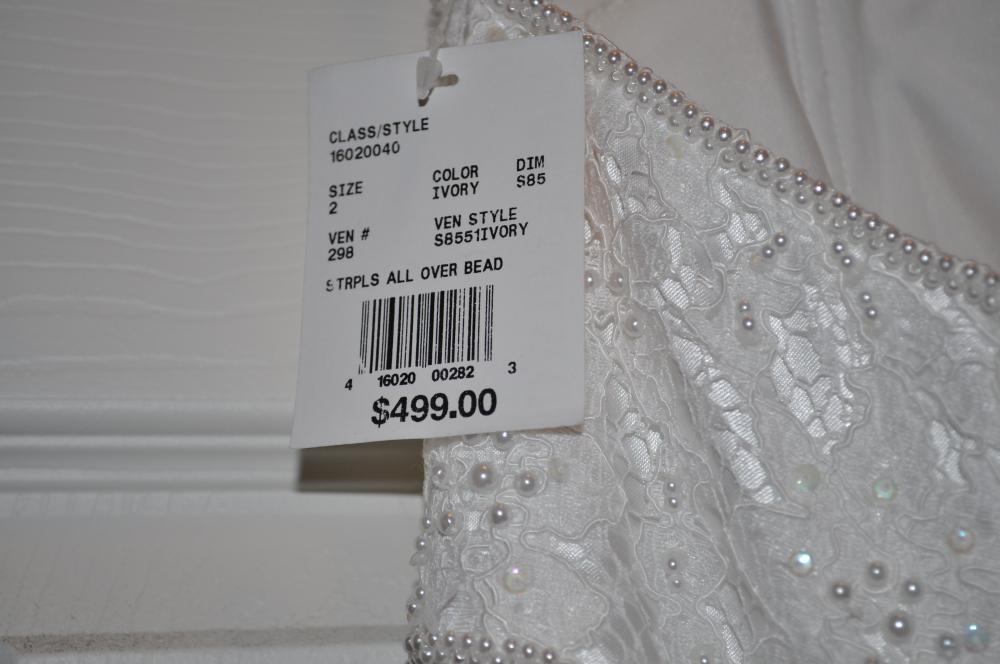 CLASS/STYLE
16020040
SIZE COLOR DIM
2 IVORY S85
VEN # VEN STYLE
298 S8551IVORY
STRPLS ALL OVER BEAD
4 16020 00282 3
$499.00